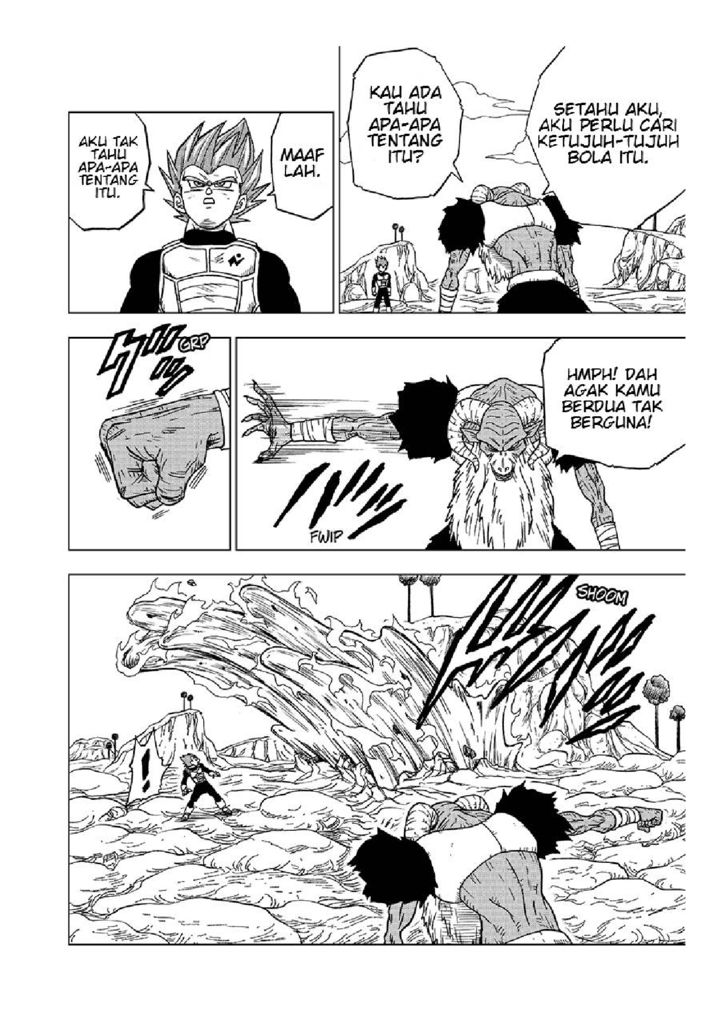 SETAHU AKU,
AKU PERLU CARI
KETUJUH-TUJUH
BOLA ITU.
KAU ADA
TAHU
APA-APA
TENTANG
ITU?
MAAF
LAH.
AKU TAK
TAHU
APA-APA
TENTANG
ITU.
HMPH! DAH
AGAK KAMU
BERDUA TAK
BERGUNA!
FWIP
GRP
SHOOM
!